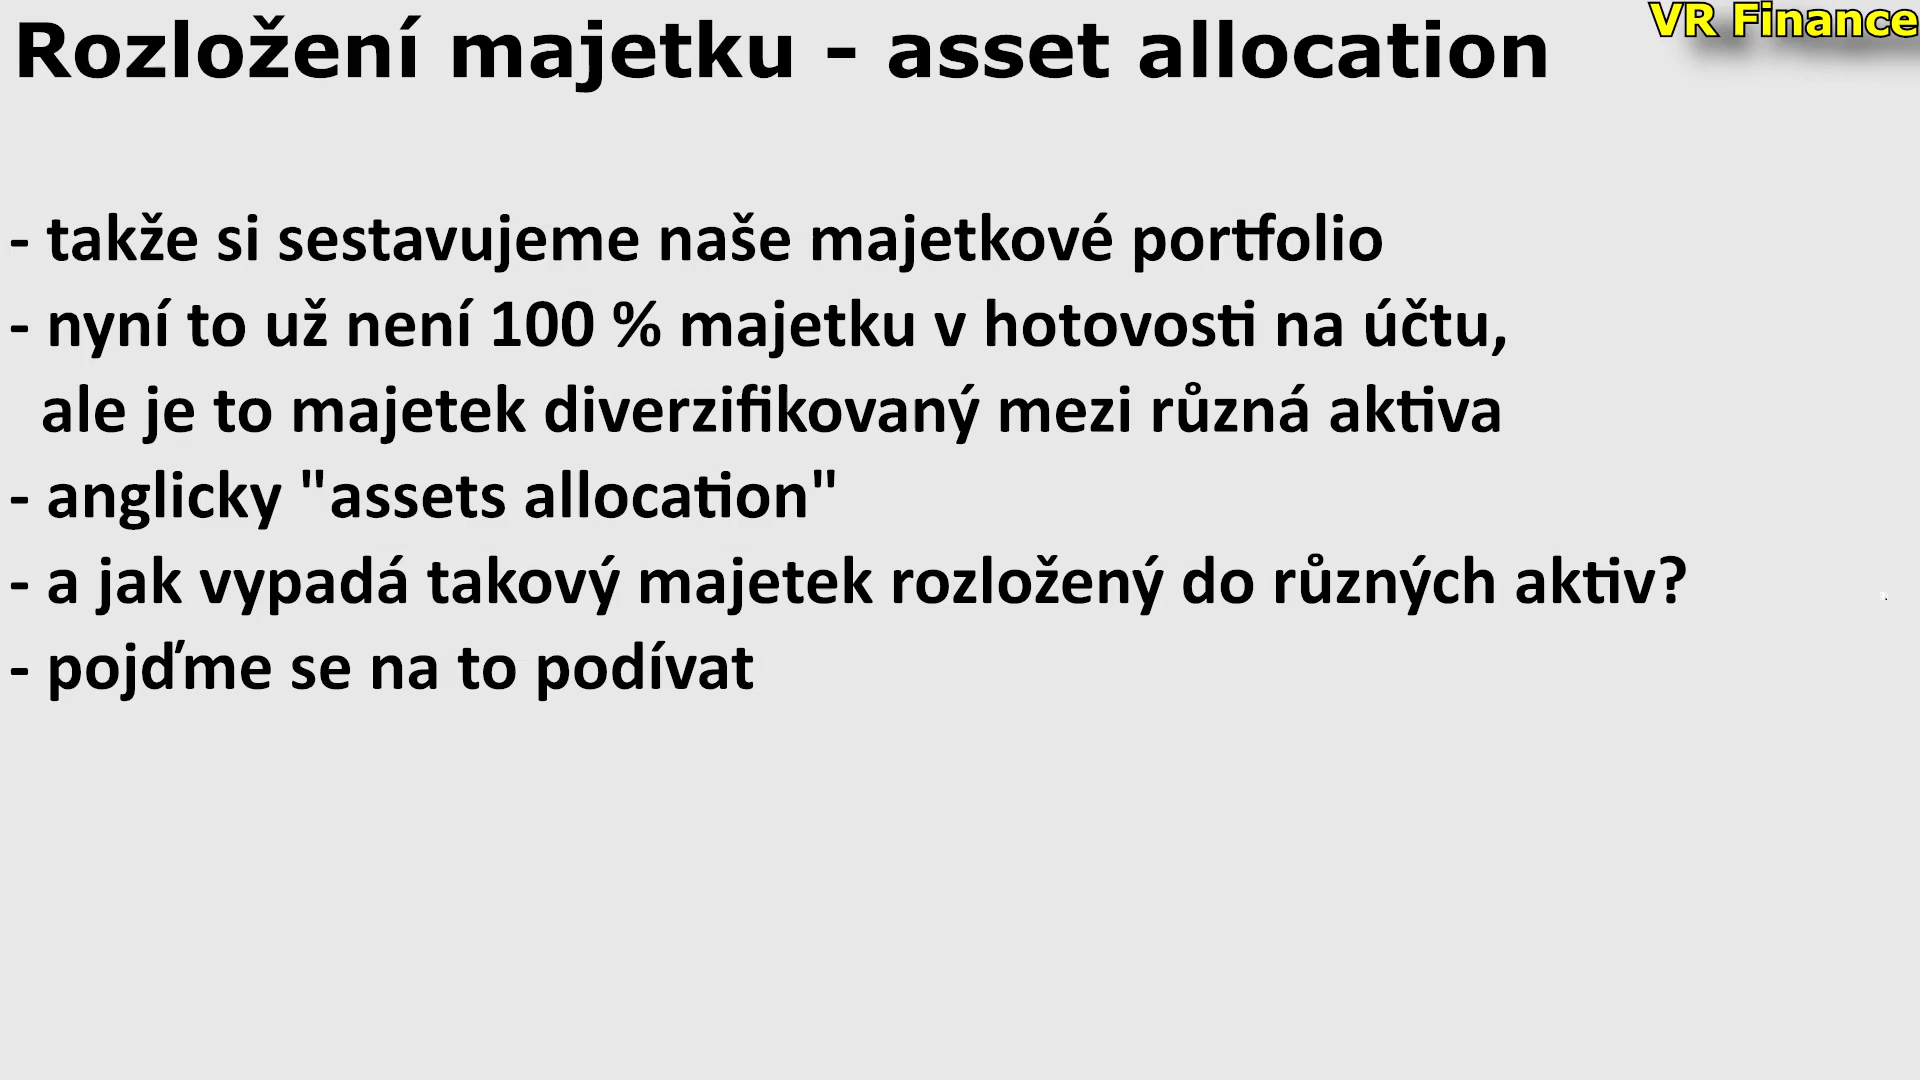 Rozložení majetku - asset allocation
VR Finance
- takže si sestavujeme naše majetkové portfolio
- nyní to už není 100 % majetku v hotovosti na účtu,
ale je to majetek diverzifikovaný mezi různá aktiva
- anglicky "assets allocation"
- a jak vypadá takový majetek rozložený do různých aktiv?
- pojďme se na to podívat